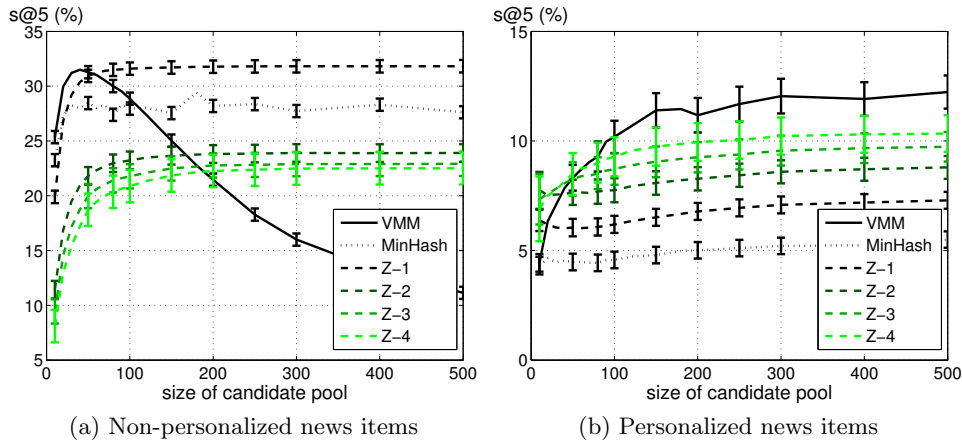 s@5 (%)
35
30
25
20
15
10
5
0
100
200
300
400
500
size of candidate pool
VMM
MinHash
Z-1
Z-2
Z-3
Z-4
(a) Non-personalized news items
s@5 (%)
15
10
5
0
0
100
200
300
400
500
size of candidate pool
VMM
MinHash
Z-1
Z-2
Z-3
Z-4
(b) Personalized news items